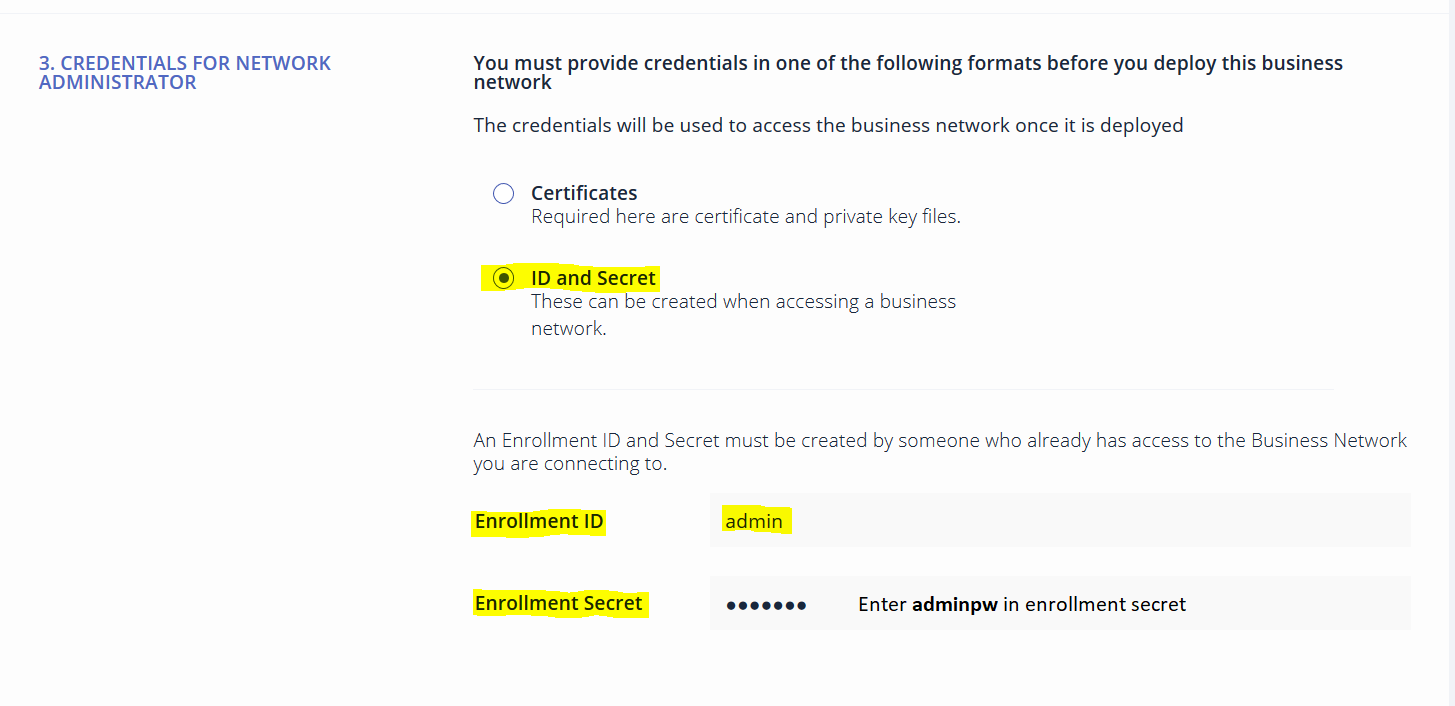 3. CREDENTIALS FOR NETWORK
ADMINISTRATOR
You must provide credentials in one of the following formats before you deploy this business
network
The credentials will be used to access the business network once it is deployed
Certificates
Required here are certificate and private key files.
ID and Secret
These can be created when accessing a business
network.
An Enrollment ID and Secret must be created by someone who already has access to the Business Network
you are connecting to.
Enrollment ID admin
Enrollment Secret ●●●●●●● Enter adminpw in enrollment secret